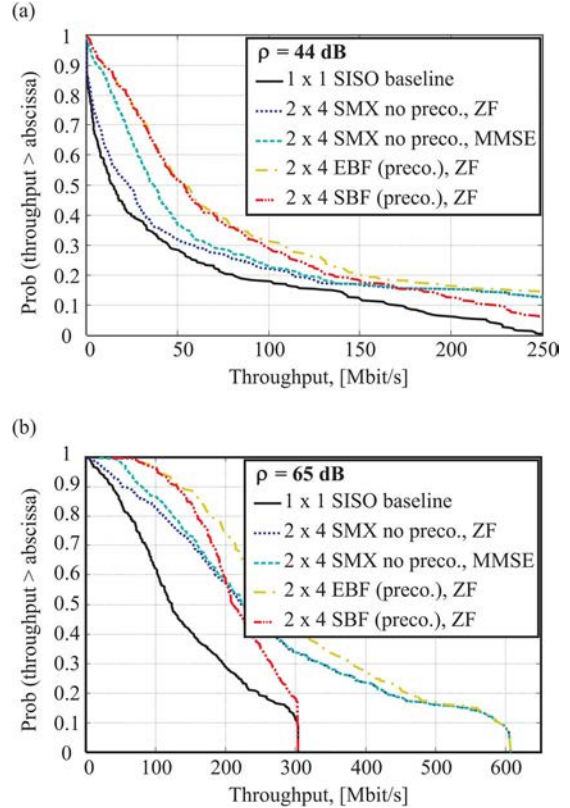 (a)
1
0.9
0.8
0.7
0.6
0.5
0.4
0.3
0.2
0.1
0
Prob (throughput > abscissa)
ρ = 44 dB
1 x 1 SISO baseline
2 x 4 SMX no preco., ZF
2 x 4 SMX no preco., MMSE
2 x 4 EBF (preco.), ZF
2 x 4 SBF (preco.), ZF
0 50 100 150 200 250
Throughput, [Mbit/s]
(b)
1
0.9
0.8
0.7
0.6
0.5
0.4
0.3
0.2
0.1
0
Prob (throughput > abscissa)
ρ = 65 dB
1 x 1 SISO baseline
2 x 4 SMX no preco., ZF
2 x 4 SMX no preco., MMSE
2 x 4 EBF (preco.), ZF
2 x 4 SBF (preco.), ZF
0 100 200 300 400 500 600
Throughput, [Mbit/s]